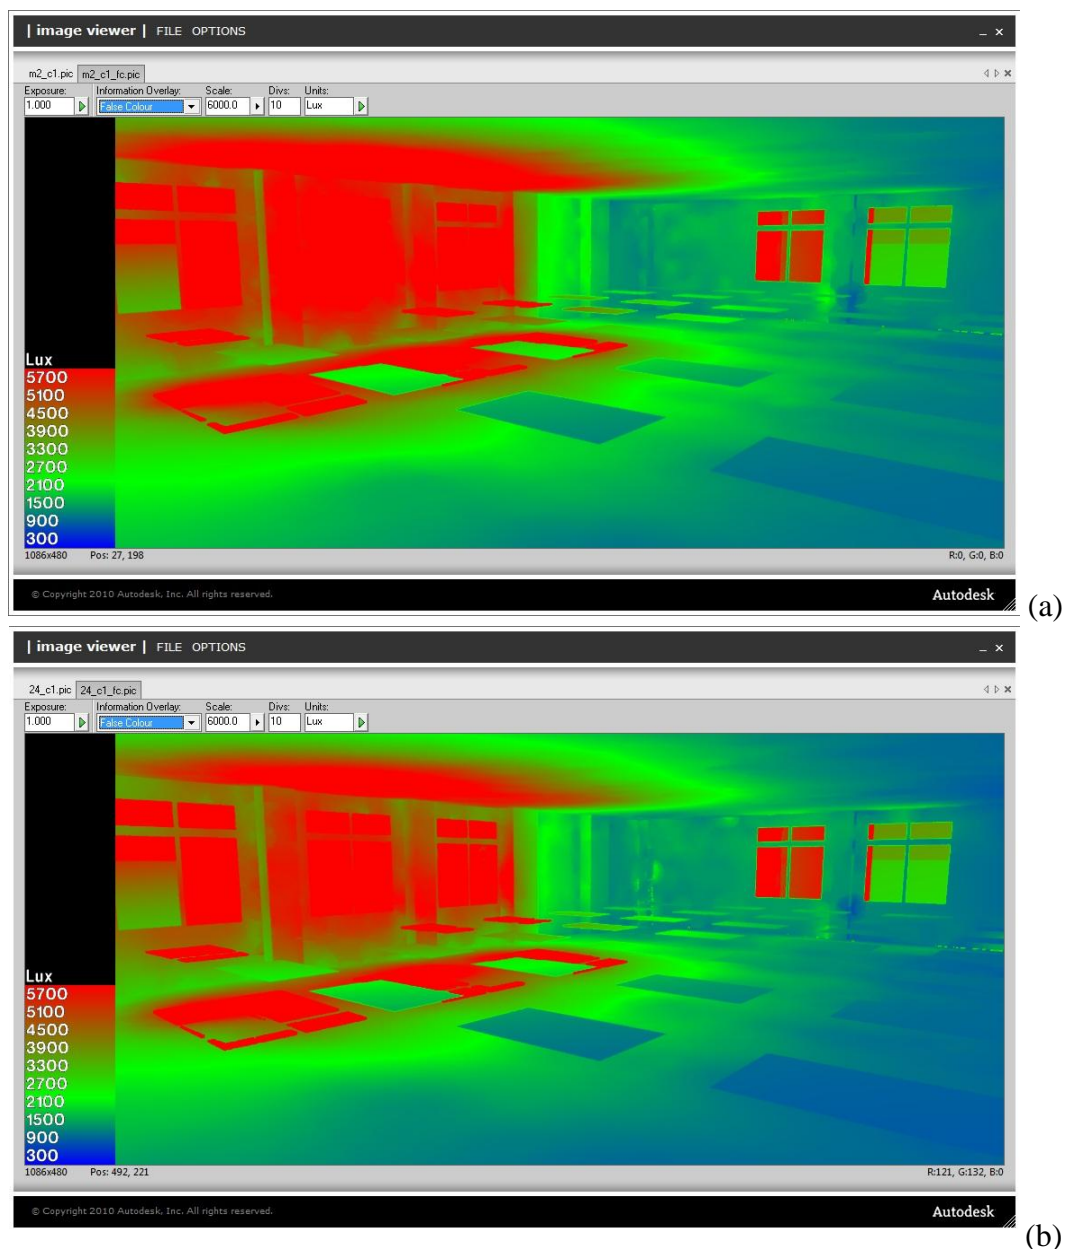 | image viewer | FILE OPTIONS
m2_c1.pic m2_c1_fc.pic
Exposure: Information Overlay: Scale: Divs: Units:
1.000 False Colour 6000.0 10 Lux
Lux
5700
5100
4500
3900
3300
2700
2100
1500
900
300
1086x480 Pos: 27, 198 R:0, G:0, B:0
© Copyright 2010 Autodesk, Inc. All rights reserved. Autodesk
(a)
| image viewer | FILE OPTIONS
24_c1.pic 24_c1_fc.pic
Exposure: Information Overlay: Scale: Divs: Units:
1.000 False Colour 6000.0 10 Lux
Lux
5700
5100
4500
3900
3300
2700
2100
1500
900
300
1086x480 Pos: 492, 221 R:121, G:132, B:0
© Copyright 2010 Autodesk, Inc. All rights reserved. Autodesk
(b)